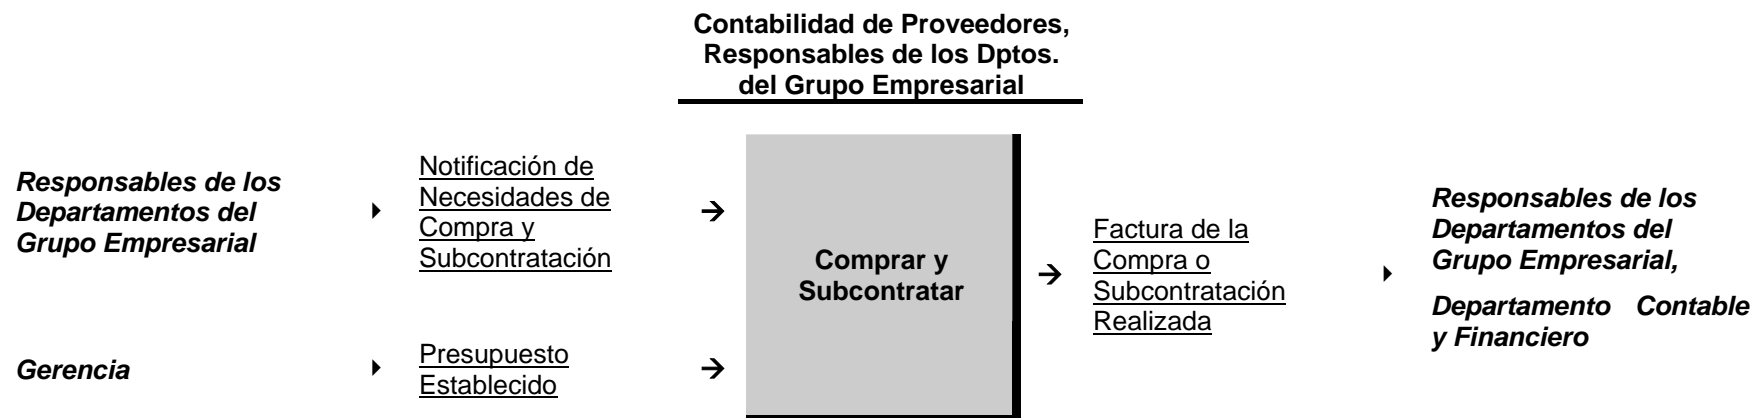 Contabilidad de Proveedores,
Responsables de los Dptos.
del Grupo Empresarial
Responsables de los
Departamentos del
Grupo Empresarial
Notificación de
Necesidades de
Compra y
Subcontratación
Gerencia
Presupuesto
Establecido
Comprar y
Subcontratar
Factura de la
Compra o
Subcontratación
Realizada
Responsables de los
Departamentos del
Grupo Empresarial,
Departamento Contable
y Financiero